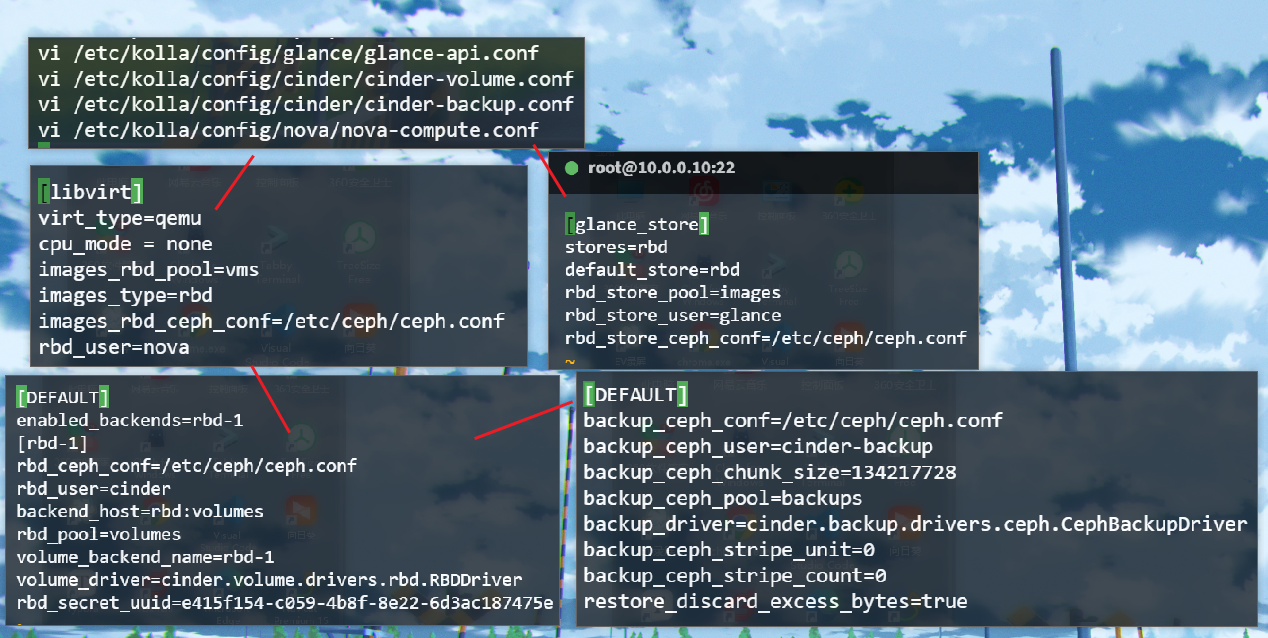 vi /etc/kolla/config/glance/glance-api.conf
vi /etc/kolla/config/cinder/cinder-volume.conf
vi /etc/kolla/config/cinder/cinder-backup.conf
vi /etc/kolla/config/nova/nova-compute.conf
[libvirt]
virt_type=qemu
cpu_mode = none
images_rbd_pool=vms
images_type=rbd
images_rbd_ceph_conf=/etc/ceph/ceph.conf
rbd_user=nova
root@10.0.0.10:22
[glance_store]
stores=rbd
default_store=rbd
rbd_store_pool=images
rbd_store_user=glance
rbd_store_ceph_conf=/etc/ceph/ceph.conf
~
[DEFAULT]
enabled_backends=rbd-1
[rbd-1]
rbd_ceph_conf=/etc/ceph/ceph.conf
rbd_user=cinder
backend_host=rbd:volumes
rbd_pool=volumes
volume_backend_name=rbd-1
volume_driver=cinder.volume.drivers.rbd.RBDDriver
rbd_secret_uuid=e415f154-c059-4b8f-8e22-6d3ac187475e
[DEFAULT]
backup_ceph_conf=/etc/ceph/ceph.conf
backup_ceph_user=cinder-backup
backup_ceph_chunk_size=134217728
backup_ceph_pool=backups
backup_driver=cinder.backup.drivers.ceph.CephBackupDriver
backup_ceph_stripe_unit=0
backup_ceph_stripe_count=0
restore_discard_excess_bytes=true